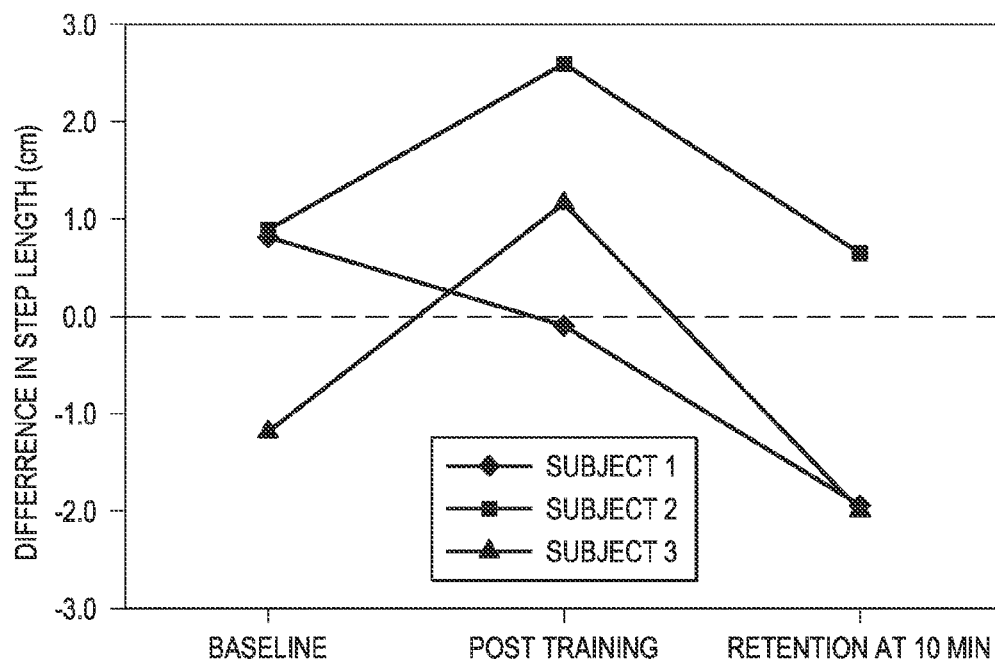 3.0
2.0
1.0
0.0
-1.0
-2.0
-3.0
DIFFERRENCE IN STEP LENGTH (cm)
SUBJECT 1
SUBJECT 2
SUBJECT 3
BASELINE
POST TRAINING
RETENTION AT 10 MIN